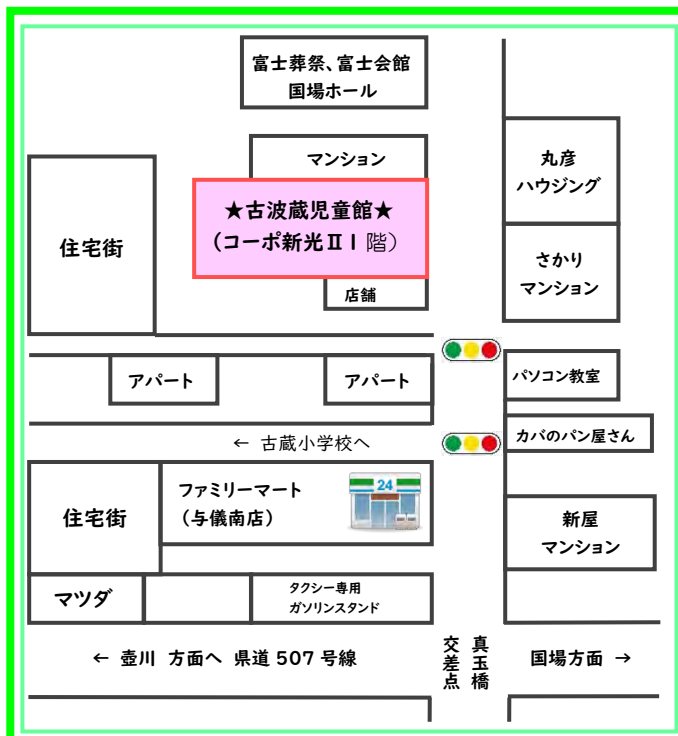 富士葬祭、富士会館
国場ホール
マンション
丸彦
ハウジング
★古波蔵児童館★
(コーポ新光Ⅱ1階)
住宅街
さかり
マンション
店舗
アパート
アパート
パソコン教室
← 古蔵小学校へ
カバのパン屋さん
ファミリーマート
(与儀南店)
24
住宅街
新屋
マンション
マツダ
タクシー専用
ガソリンスタンド
← 壺川 方面へ 県道 507 号線
真玉橋
交差点
国場方面 →